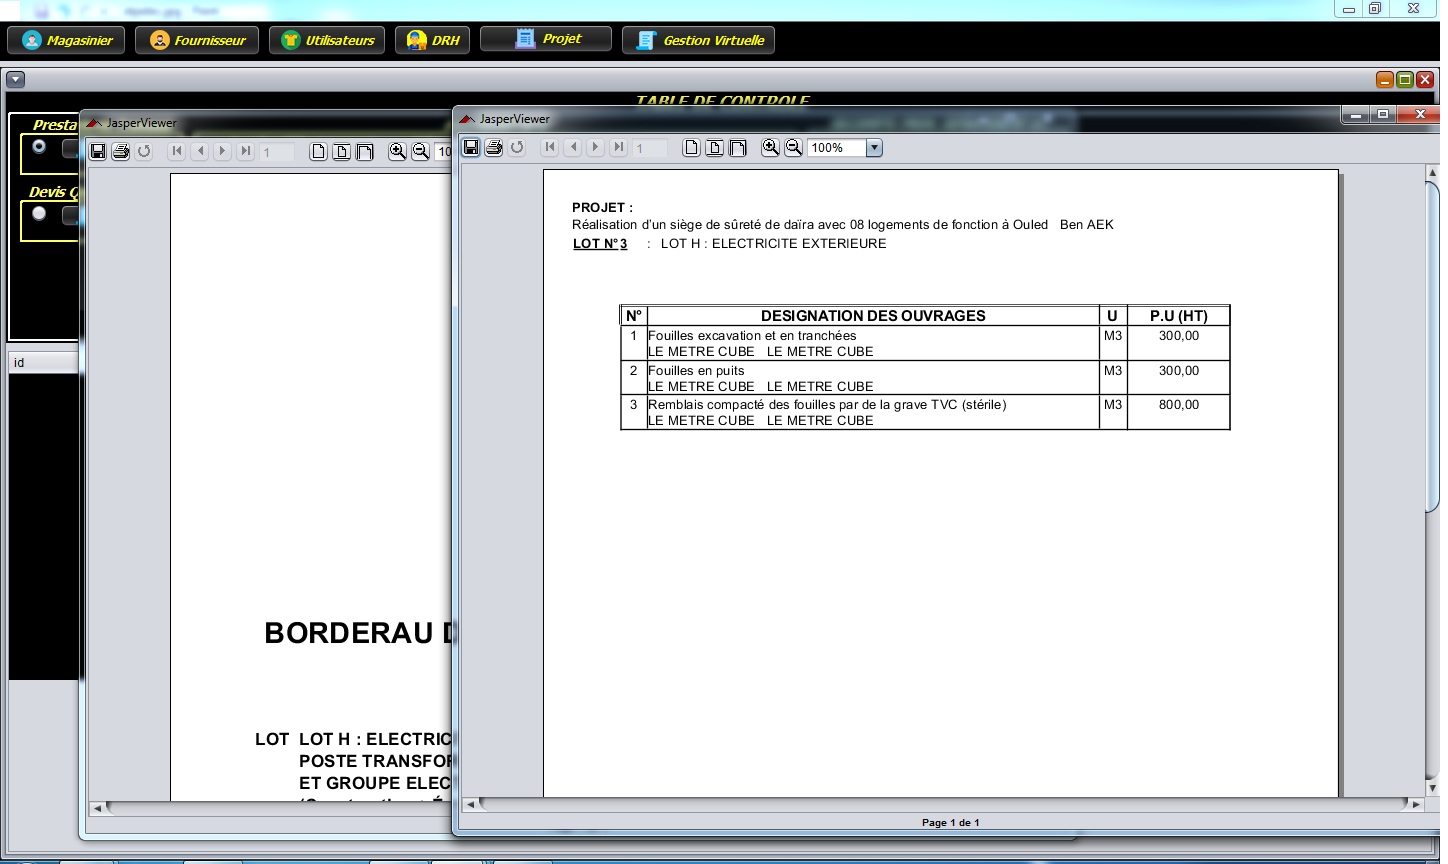 Magasinier Fournisseur Utilisateurs DRH Projet Gestion Virtuelle
TABLE DE CONTROLE
Presta
Devis Q
id
JasperViewer
1
10
BORDERAU
LOT LOT H : ELECTRIC
POSTE TRANSFOR
ET GROUPE ELEC
JasperViewer
1 100%
PROJET :
Réalisation d'un siège de sûreté de daïra avec 08 logements de fonction à Ouled Ben AEK
LOT N°3 : LOT H : ELECTRICITE EXTERIEURE
N° DESIGNATION DES OUVRAGES U P.U (HT)
1 Fouilles excavation et en tranchées M3 300,00
LE METRE CUBE LE METRE CUBE
2 Fouilles en puits M3 300,00
LE METRE CUBE LE METRE CUBE
3 Remblais compacté des fouilles par de la grave TVC (stérile) M3 800,00
LE METRE CUBE LE METRE CUBE
Page 1 de 1